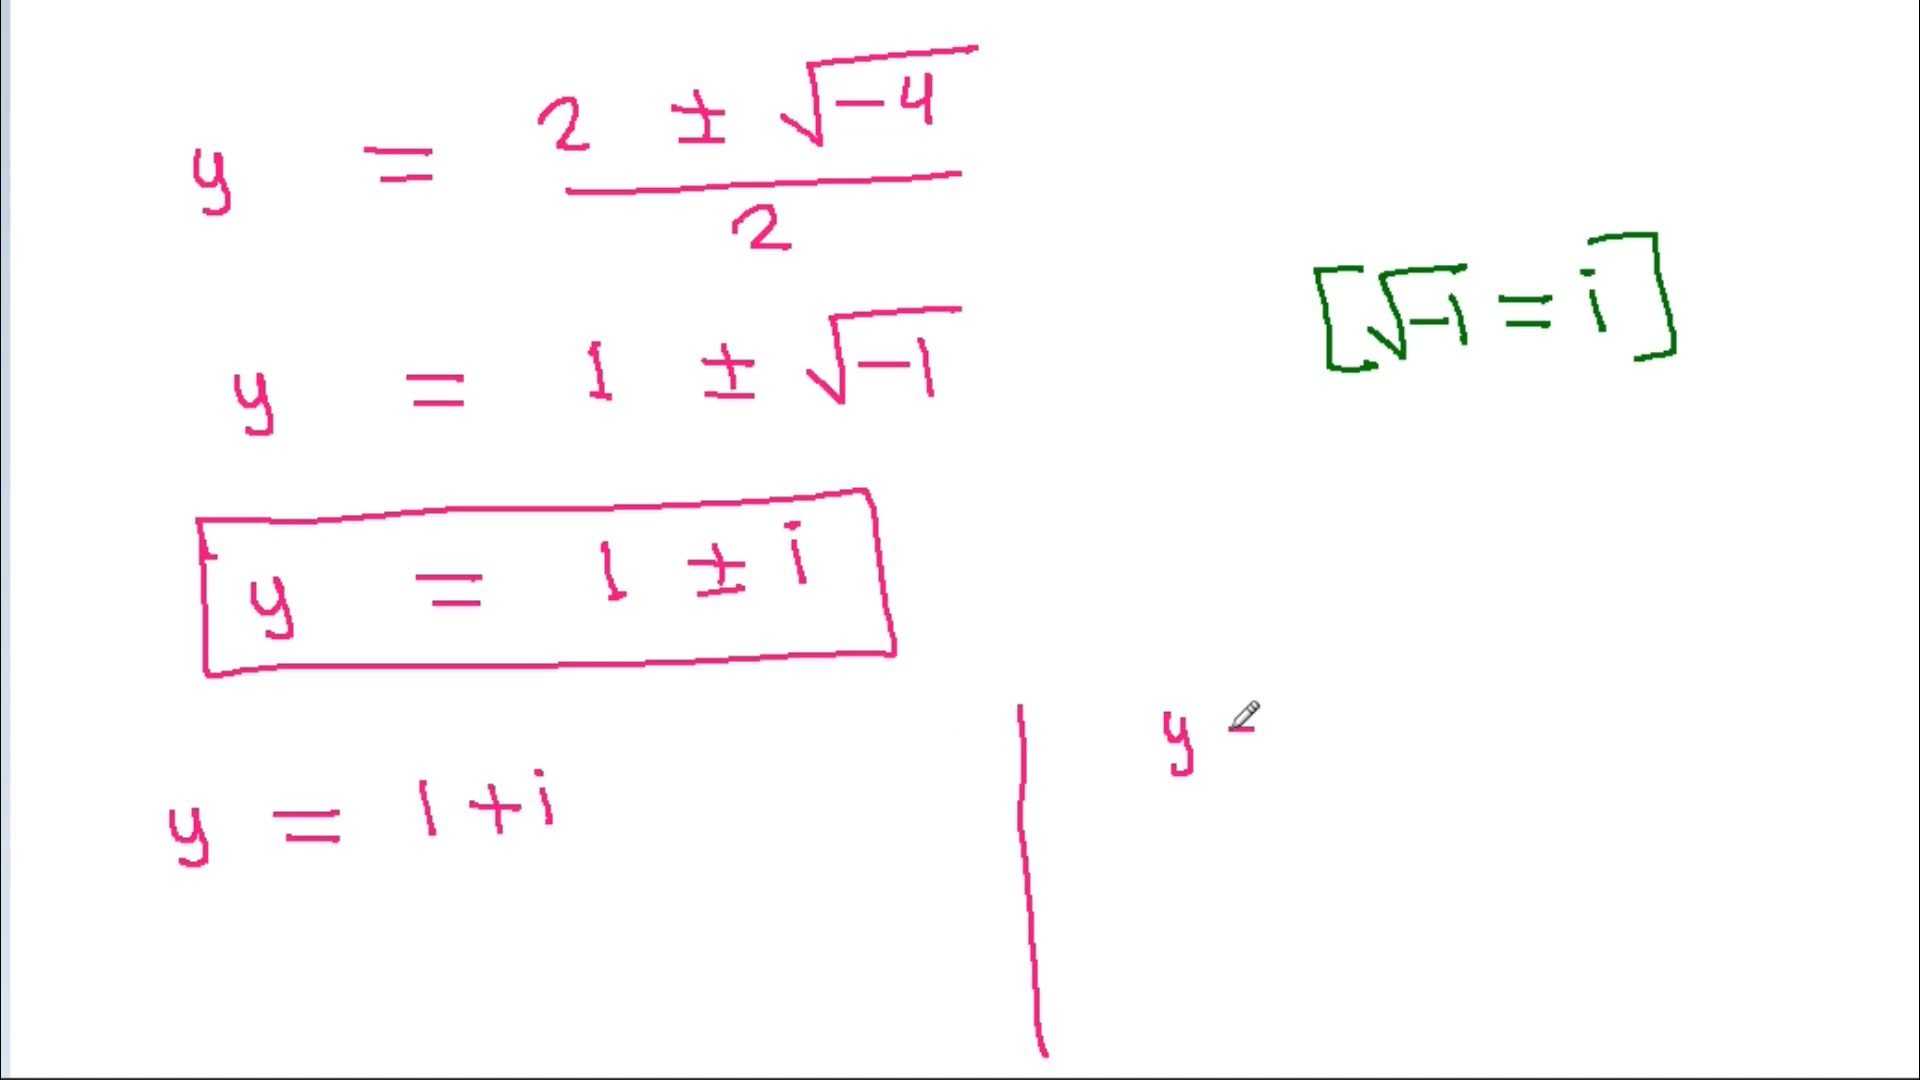 y = (2 ± √-4) / 2
[√-1 = i]
y = 1 ± √-1
y = 1 ± i
y = 1 + i
y -